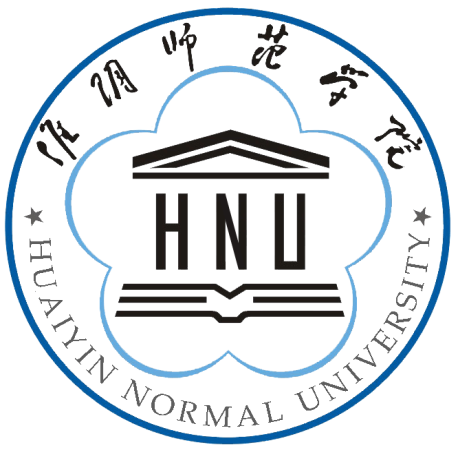 淮阴师范学院
HNU
HUAIYIN NORMAL UNIVERSITY